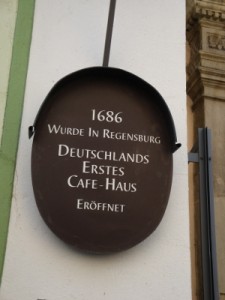 1686
Wurde In Regensburg
Deutschlands
Erstes
Cafe-Haus
Eröffnet